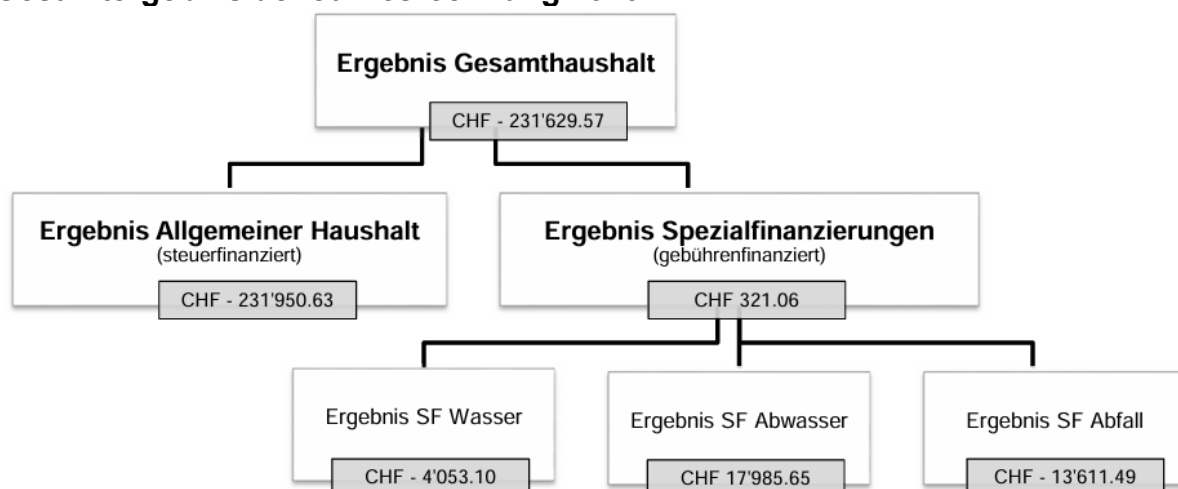 Ergebnis Gesamthaushalt
CHF - 231'629.57
Ergebnis Allgemeiner Haushalt
(steuerfinanziert)
CHF - 231'950.63
Ergebnis Spezialfinanzierungen
(gebührenfinanziert)
CHF 321.06
Ergebnis SF Wasser
CHF - 4'053.10
Ergebnis SF Abwasser
CHF 17'985.65
Ergebnis SF Abfall
CHF - 13'611.49